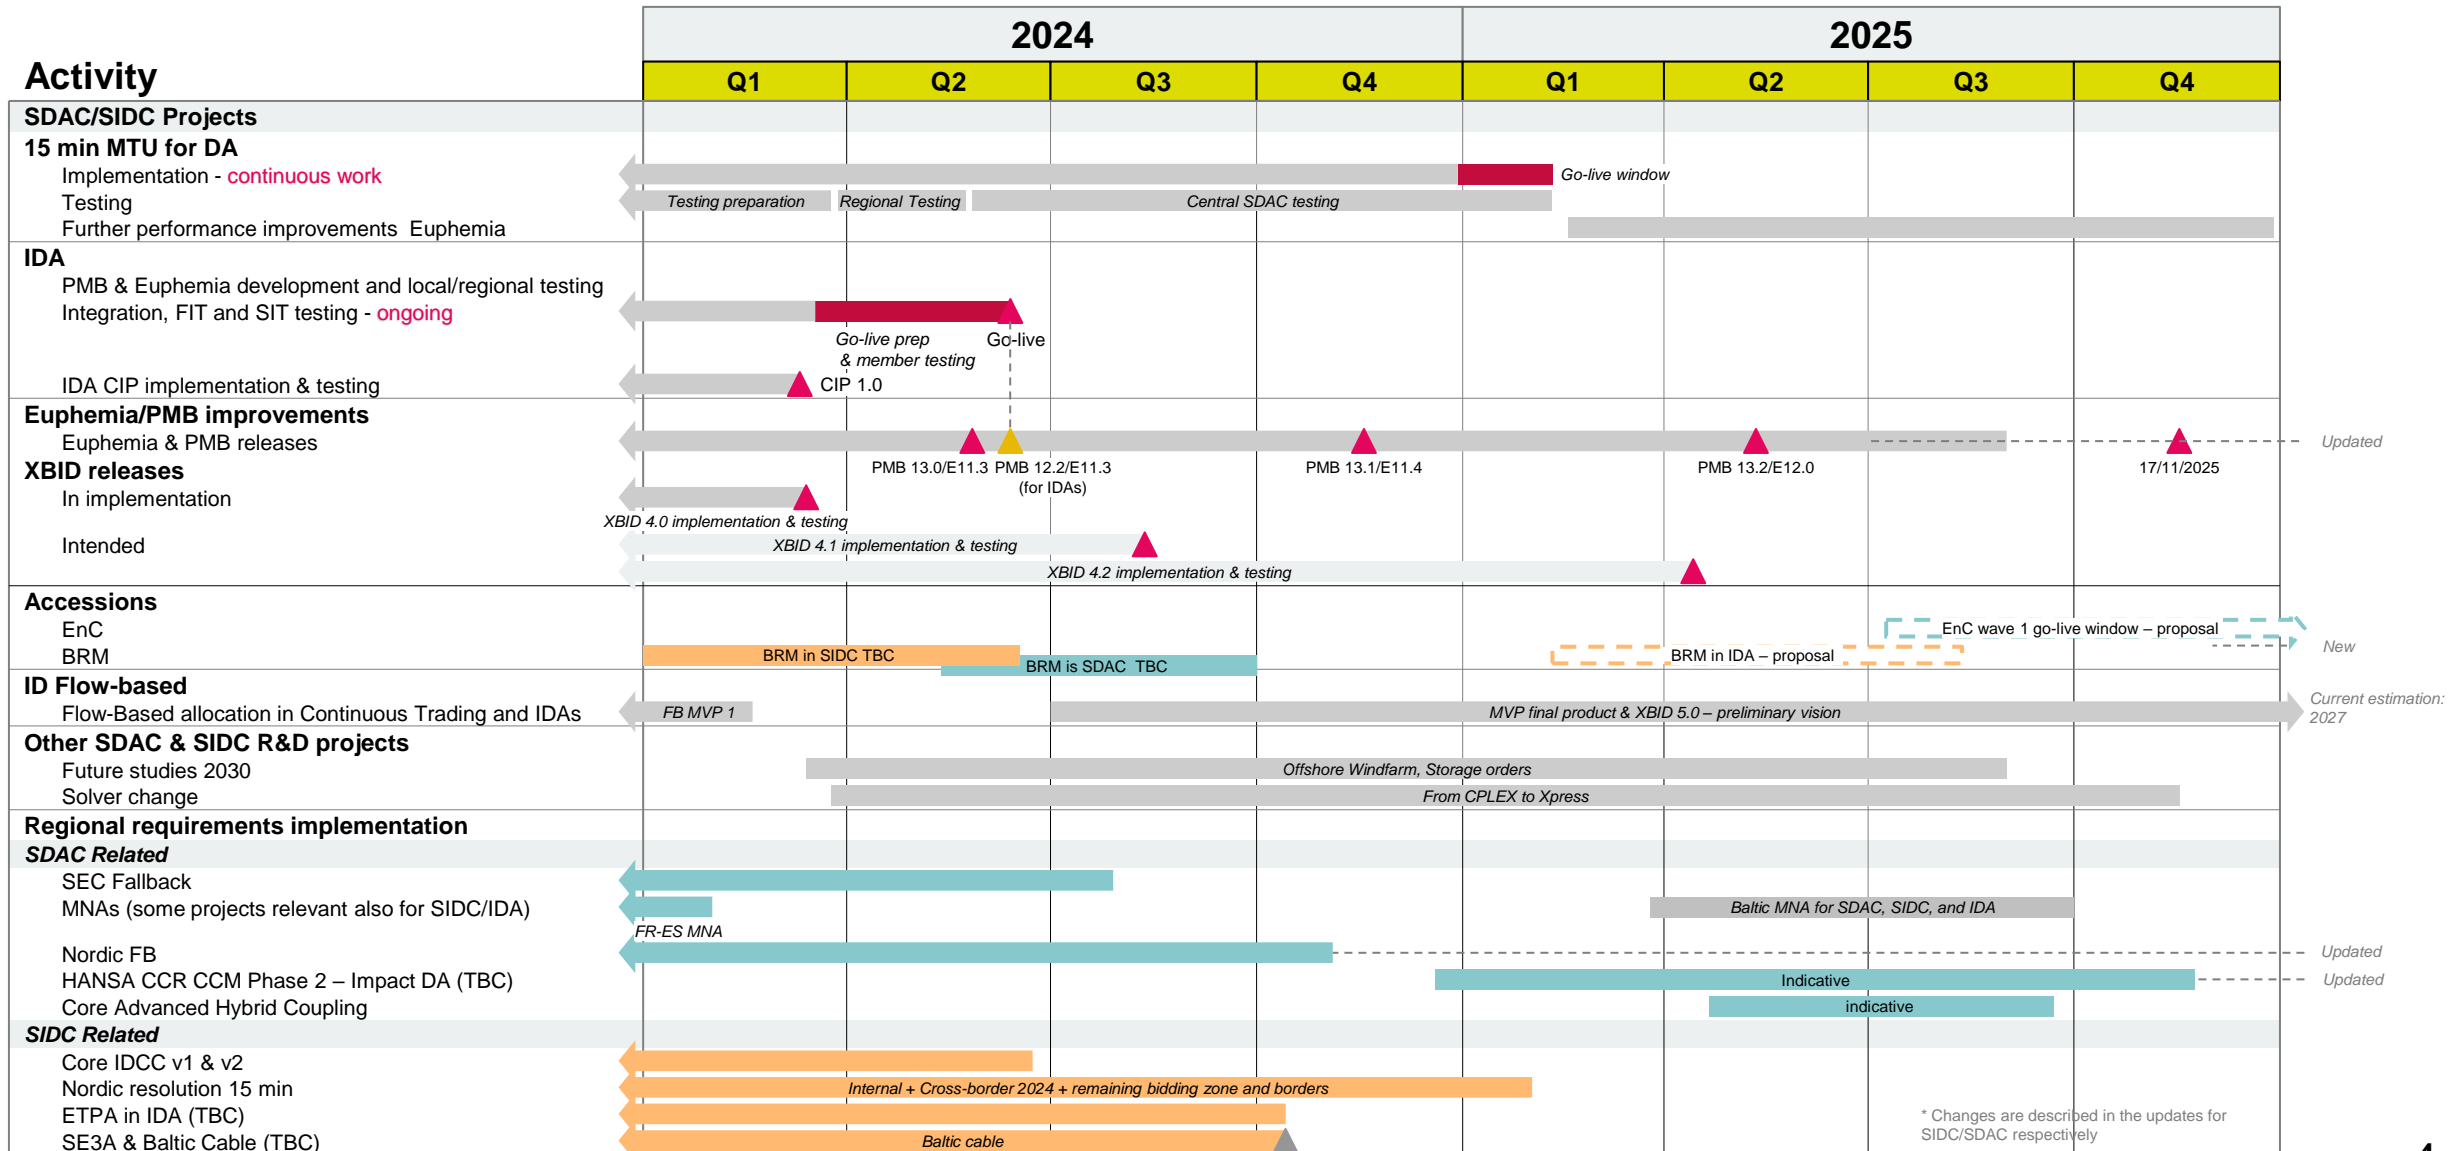 2024
2025
Activity
Q1
Q2
Q3
Q4
Q1
Q2
Q3
Q4
SDAC/SIDC Projects
15 min MTU for DA
Implementation - continuous work
Go-live window
Testing
Testing preparation
Regional Testing
Central SDAC testing
Further performance improvements  Euphemia
IDA
PMB & Euphemia development and local/regional testing
Integration, FIT and SIT testing - ongoing
Go-live prep
& member testing
Go-live
IDA CIP implementation & testing
CIP 1.0
Euphemia/PMB improvements
Euphemia & PMB releases
Updated
PMB 13.0/E11.3
PMB 12.2/E11.3
(for IDAs)
PMB 13.1/E11.4
PMB 13.2/E12.0
17/11/2025
XBID releases
In implementation
XBID 4.0 implementation & testing
Intended
XBID 4.1 implementation & testing
XBID 4.2 implementation & testing
Accessions
EnC
EnC wave 1 go-live window – proposal
New
BRM
BRM in SIDC TBC
BRM is SDAC  TBC
BRM in IDA – proposal
ID Flow-based
Flow-Based allocation in Continuous Trading and IDAs
FB MVP 1
MVP final product & XBID 5.0 – preliminary vision
Current estimation:
2027
Other SDAC & SIDC R&D projects
Future studies 2030
Offshore Windfarm, Storage orders
Solver change
From CPLEX to Xpress
Regional requirements implementation
SDAC Related
SEC Fallback
MNAs (some projects relevant also for SIDC/IDA)
Baltic MNA for SDAC, SIDC, and IDA
FR-ES MNA
Nordic FB
Updated
HANSA CCR CCM Phase 2 – Impact DA (TBC)
Indicative
Updated
Core Advanced Hybrid Coupling
indicative
SIDC Related
Core IDCC v1 & v2
Nordic resolution 15 min
Internal + Cross-border 2024 + remaining bidding zone and borders
ETPA in IDA (TBC)
SE3A & Baltic Cable (TBC)
Baltic cable
* Changes are described in the updates for
SIDC/SDAC respectively